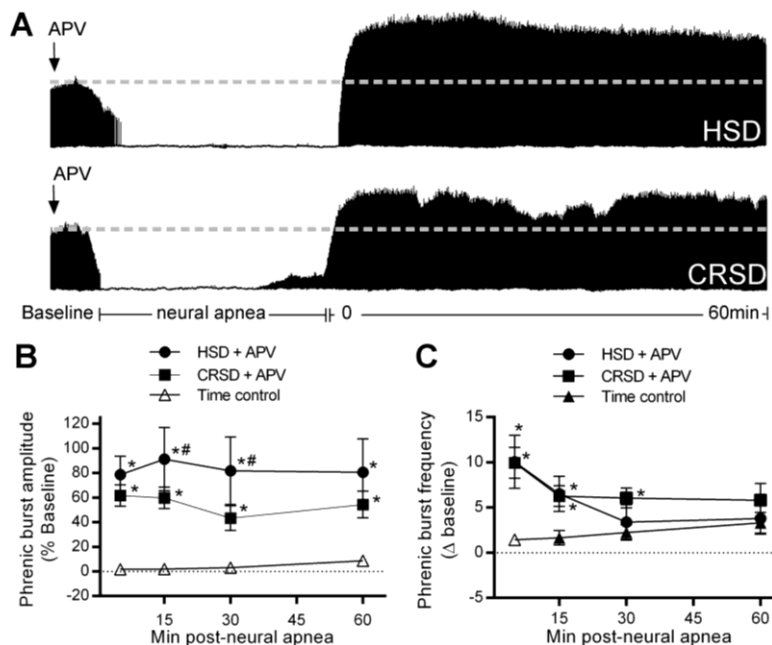 A
APV
HSD
APV
CRSD
Baseline neural apnea 0 60min
B
HSD + APV
CRSD + APV
Time control
Phrenic burst amplitude
(% Baseline)
120
100
80
60
40
20
0
-20
*
*#
*#
*
*
*
*
*
15 30 45 60
Min post-neural apnea
C
HSD + APV
CRSD + APV
Time control
Phrenic burst frequency
(Δ baseline)
15
10
5
0
-5
*
*
*
*
*
15 30 45 60
Min post-neural apnea